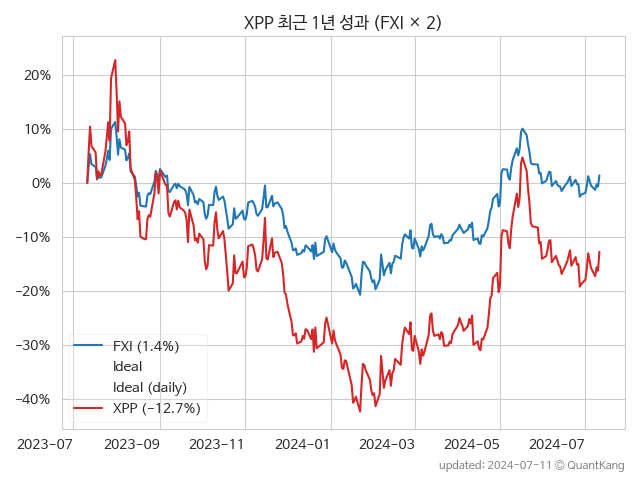 XPP 최근 1년 성과 (FXI × 2)
20%
10%
0%
−10%
−20%
−30%
−40%
FXI (1.4%)
Ideal
Ideal (daily)
XPP (−12.7%)
2023-07
2023-09
2023-11
2024-01
2024-03
2024-05
2024-07
updated: 2024-07-11 © QuantKang